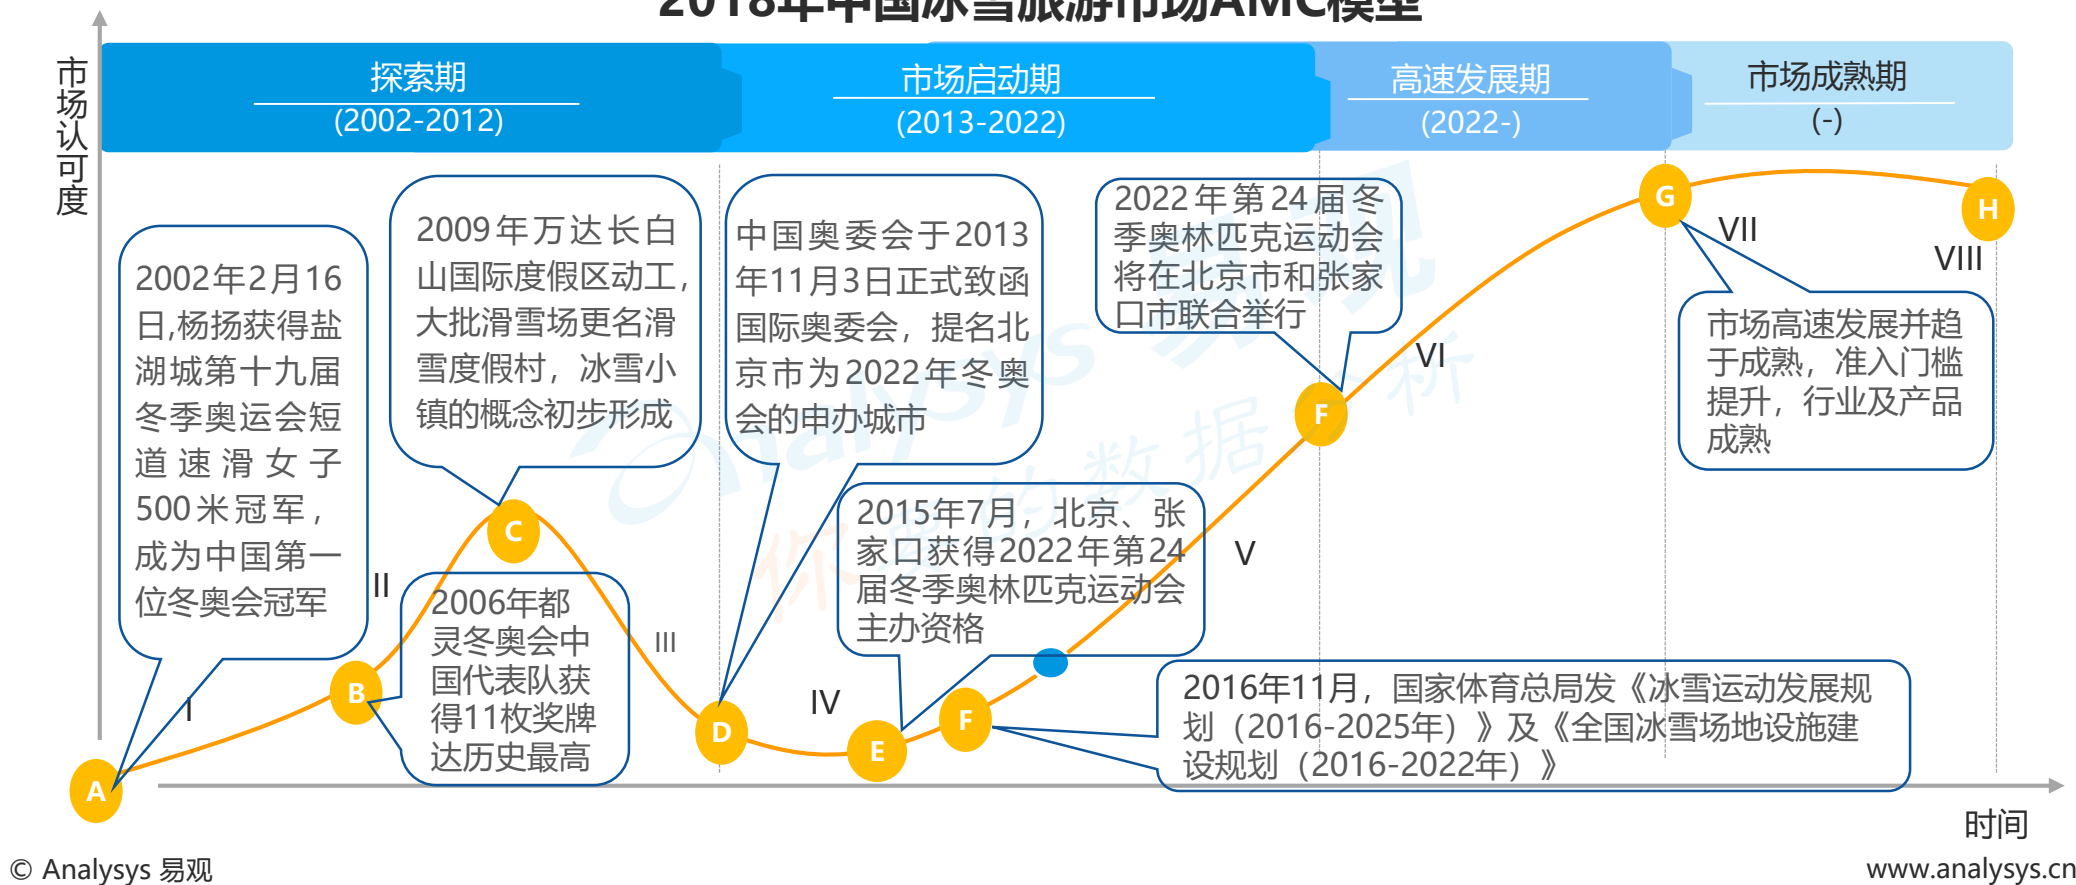 2018年中国冰雪旅游市场AMC模型
市场认可度
探索期
(2002-2012)
市场启动期
(2013-2022)
高速发展期
(2022-)
市场成熟期
(-)
2002年2月16
日,杨扬获得盐
湖城第十九届
冬季奥运会短
道速滑女子
500米冠军，
成为中国第一
位冬奥会冠军
2009年万达长白
山国际度假区动工，
大批滑雪场更名滑
雪度假村，冰雪小
镇的概念初步形成
中国奥委会于2013
年11月3日正式致函
国际奥委会，提名北
京市为2022年冬奥
会的申办城市
2022年第24届冬
季奥林匹克运动会
将在北京市和张家
口市联合举行
市场高速发展并趋
于成熟，准入门槛
提升，行业及产品
成熟
2006年都
灵冬奥会中
国代表队获
得11枚奖牌
达历史最高
2015年7月，北京、张
家口获得2022年第24
届冬季奥林匹克运动会
主办资格
2016年11月，国家体育总局发《冰雪运动发展规
划（2016-2025年）》及《全国冰雪场地设施建
设规划（2016-2022年）》
A
B
C
D
E
F
F
G
H
I
II
III
IV
V
VI
VII
VIII
Analysys 易观
你要的数据分析
时间
© Analysys 易观
www.analysys.cn